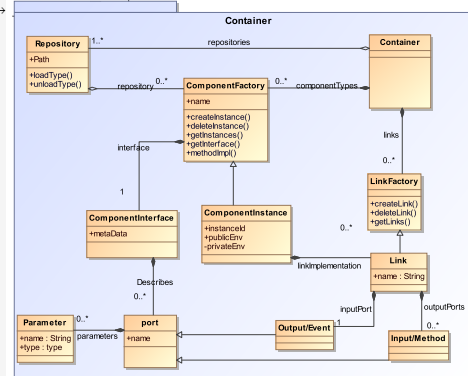 Container
Repository
+Path
+loadType()
+unloadType()
1..*
repositories
Container
repository
0..*
ComponentFactory
+name
+createInstance()
+deleteInstance()
+getInstances()
+getInterface()
+methodImpl()
0..*
componentTypes
interface
1
links
0..*
LinkFactory
+createLink()
+deleteLink()
+getLinks()
ComponentInterface
+metaData
ComponentInstance
+instanceId
+publicEnv
-privateEnv
0..*
linkImplementation
Link
+name : String
Describes
0..*
inputPort
1
outputPorts
0..*
Parameter
+name : String
+type : type
0..*
parameters
port
+name
Output/Event
Input/Method